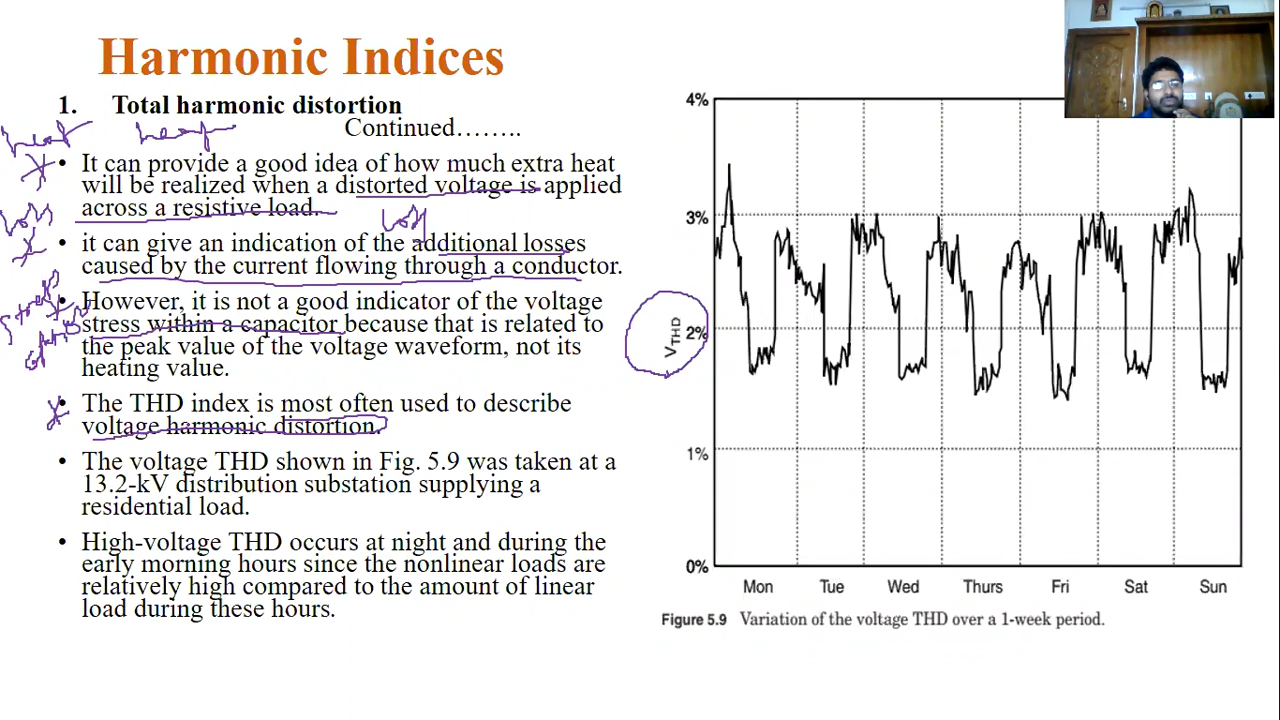 Harmonic Indices
1. Total harmonic distortion
Continued……..
heat heat
• It can provide a good idea of how much extra heat
will be realized when a distorted voltage is applied
across a resistive load.
loss loss
• it can give an indication of the additional losses
caused by the current flowing through a conductor.
• However, it is not a good indicator of the voltage
stress within a capacitor because that is related to
the peak value of the voltage waveform, not its
heating value.
• The THD index is most often used to describe
voltage harmonic distortion.
• The voltage THD shown in Fig. 5.9 was taken at a
13.2-kV distribution substation supplying a
residential load.
• High-voltage THD occurs at night and during the
early morning hours since the nonlinear loads are
relatively high compared to the amount of linear
load during these hours.
4%
3%
2%
1%
0%
VTHD
Mon Tue Wed Thurs Fri Sat Sun
Figure 5.9 Variation of the voltage THD over a 1-week period.